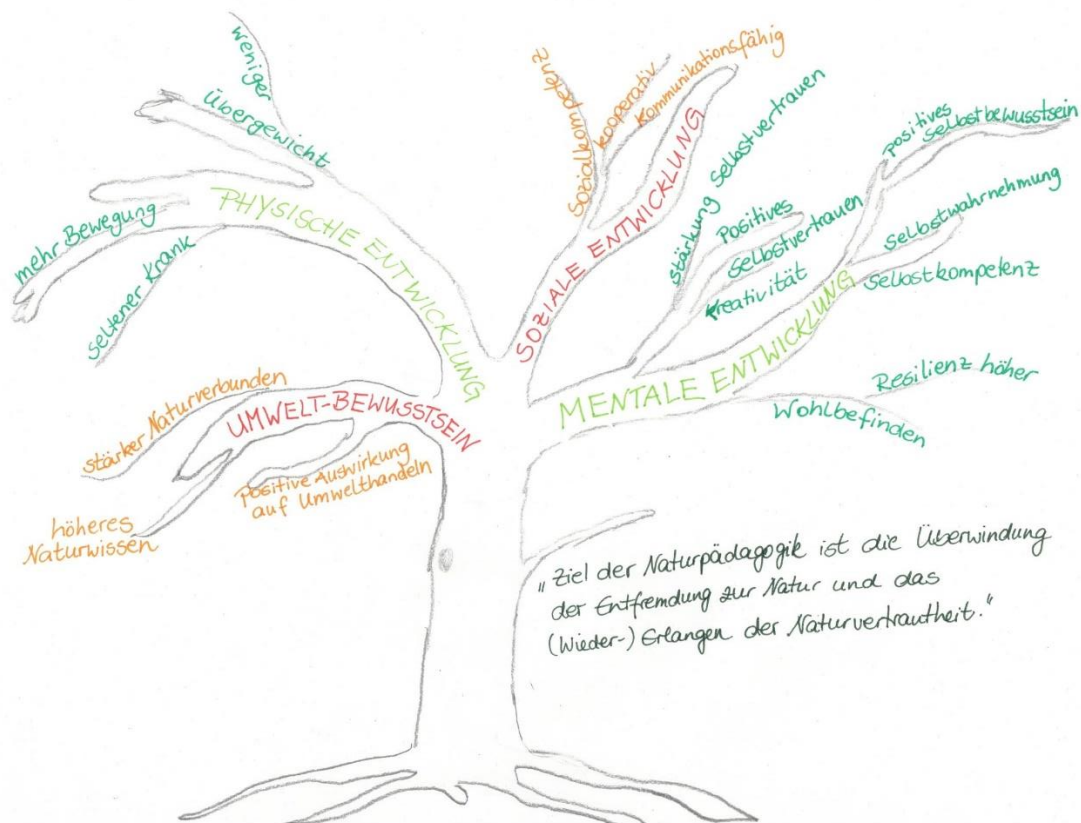 weniger
Übergewicht
PHYSISCHE ENTWICKLUNG
mehr Bewegung
seltener Krank
UMWELT-BEWUSSTSEIN
stärker Naturverbunden
höheres
Naturwissen
Positive Auswirkung
auf Umwelthandeln
SOZIALE ENTWICKLUNG
Sozialkompetenz
kooperativ
kommunikationsfähig
MENTALE ENTWICKLUNG
stärkung Selbstvertrauen
Positives
Selbstvertrauen
Kreativität
positives
Selbstbewusstsein
Selbstwahrnehmung
Selbstkompetenz
Resilienz höher
Wohlbefinden
„Ziel der Naturpädagogik ist die Überwindung
der Entfremdung zur Natur und das
(Wieder-) Erlangen der Naturvertrautheit."